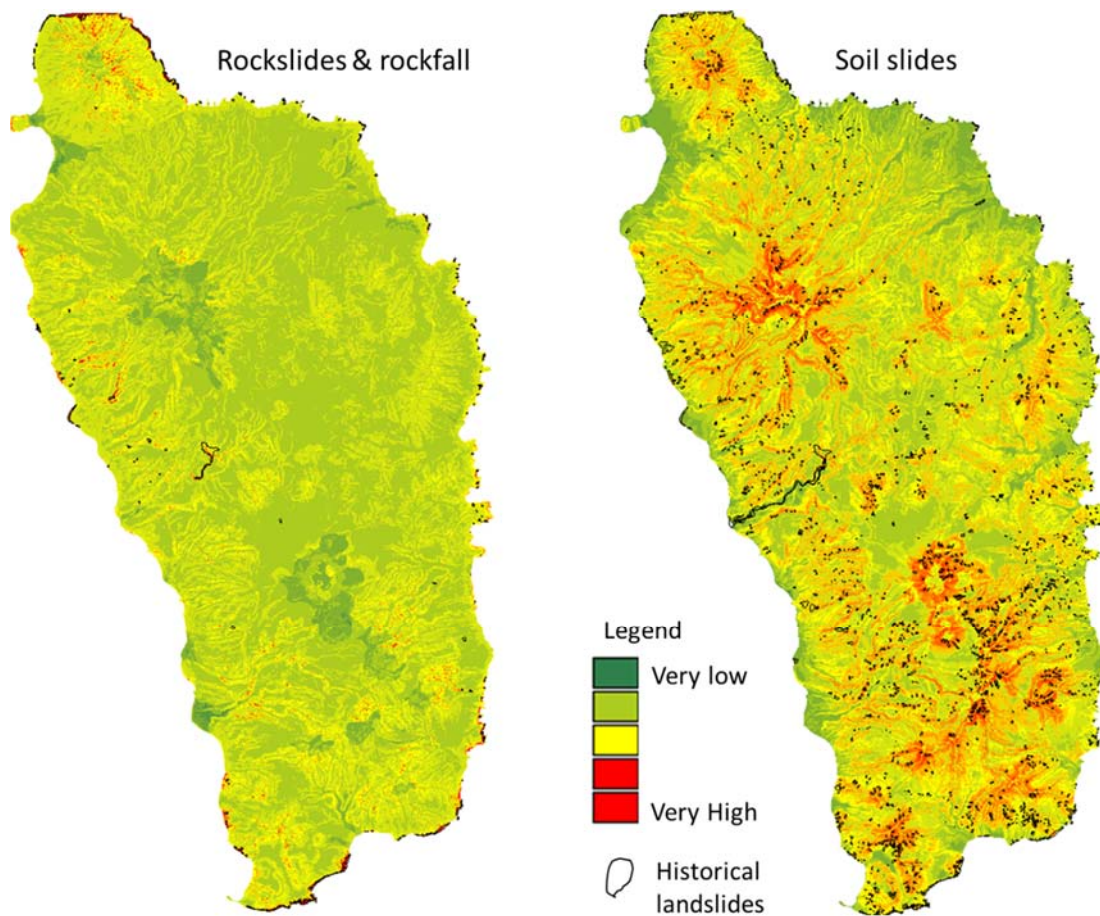 Rockslides & rockfall
Soil slides
Legend
Very low
Very High
Historical
landslides